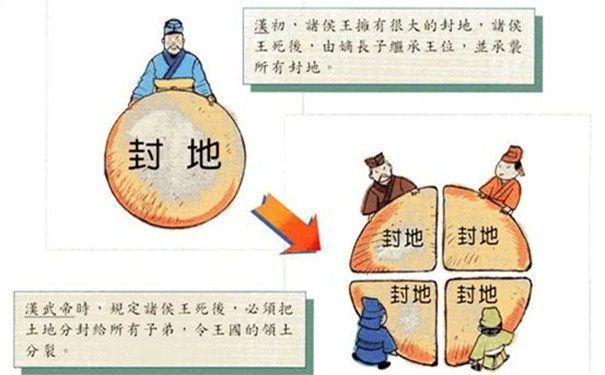 漢初，諸侯王擁有很大的封地，諸侯
王死後，由嫡長子繼承王位，並承襲
所有封地。
封地
封地
封地
封地
封地
漢武帝時，規定諸侯王死後，必須把
土地分封給所有子弟，令王國的領土
分裂。